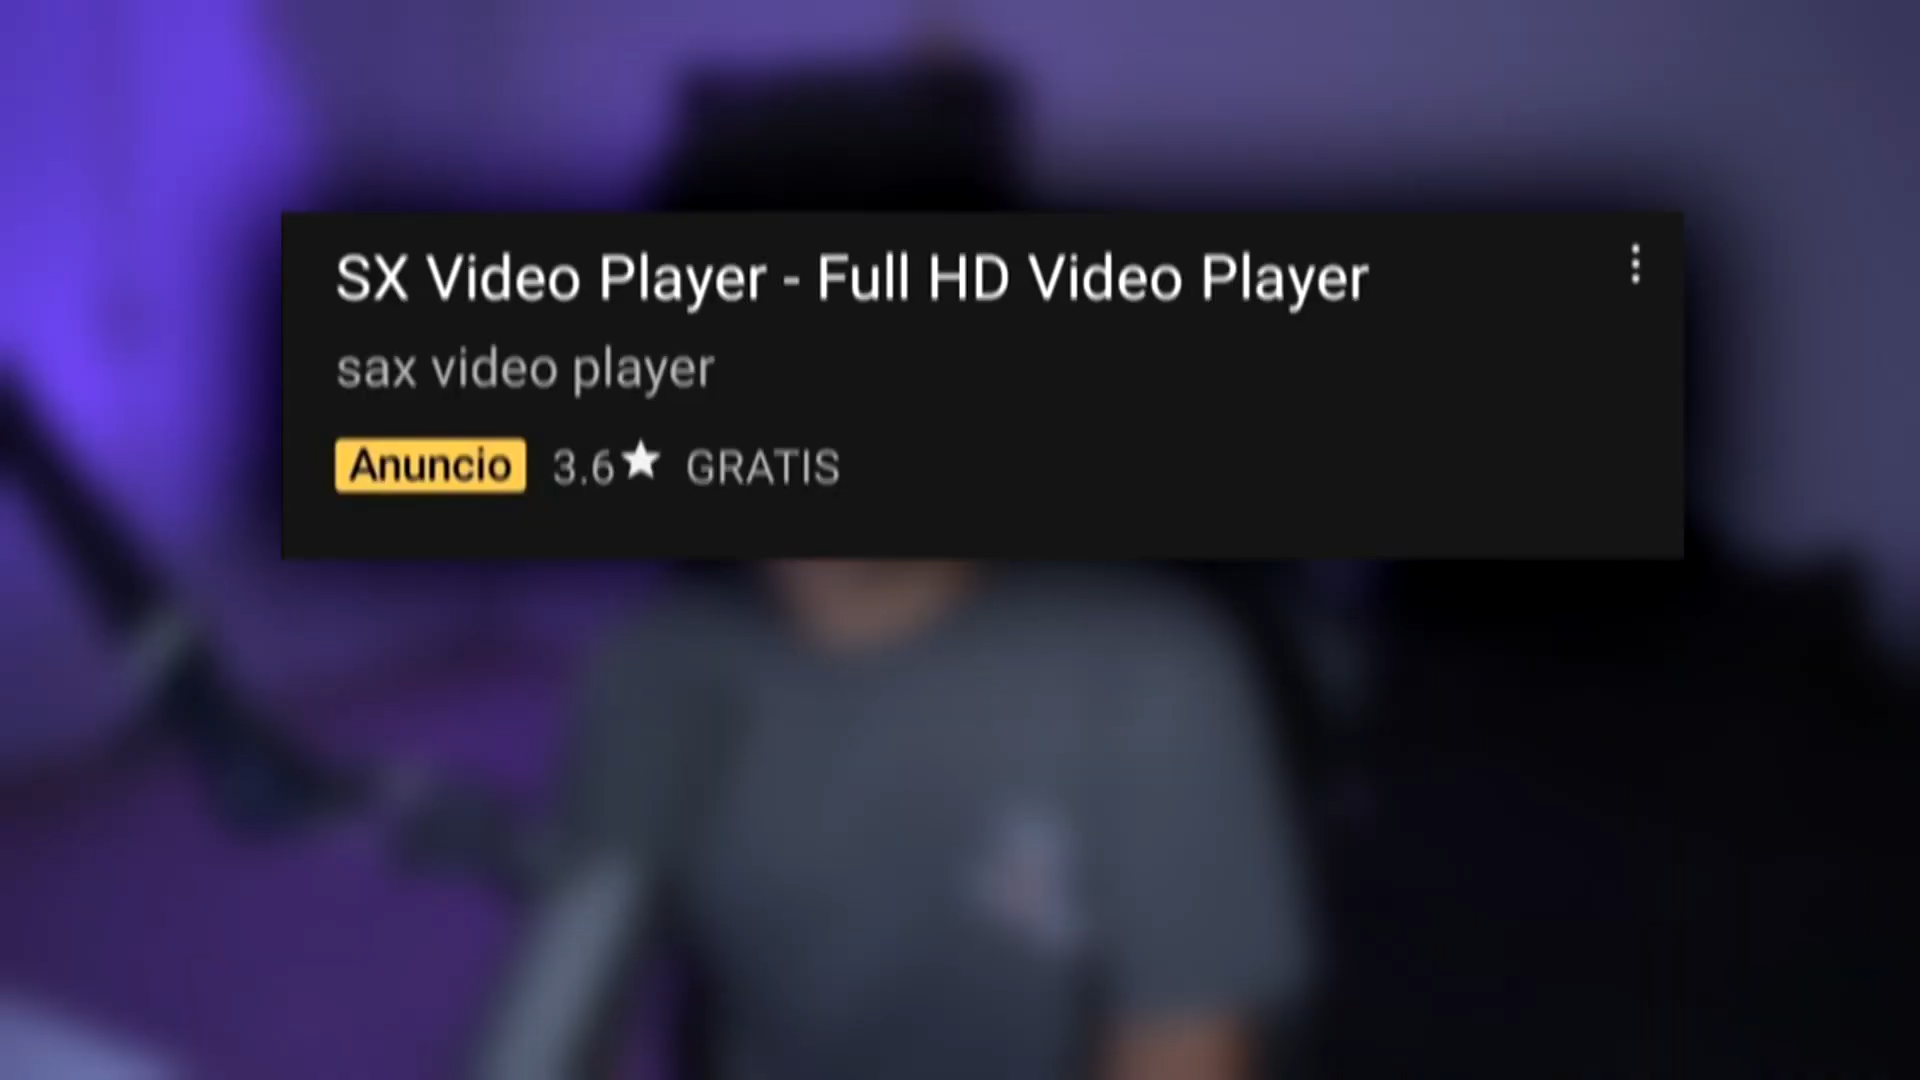 SX Video Player - Full HD Video Player
sax video player
Anuncio 3.6★ GRATIS